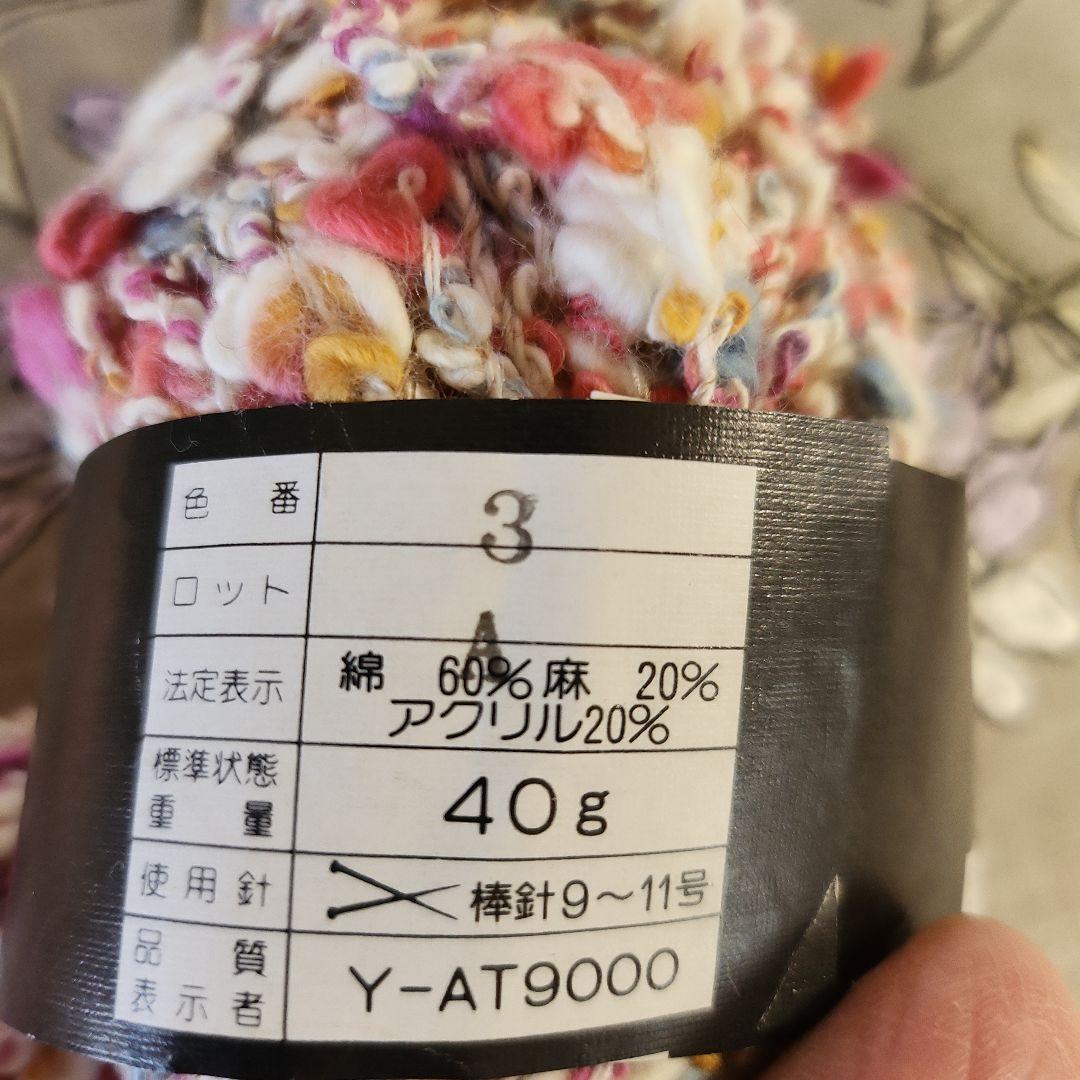 色番 3
ロット A
法定表示 綿 60% 麻 20%
アクリル20%
標準状態
重量 40g
使用針 棒針9〜11号
品質
表示者 Y-AT9000